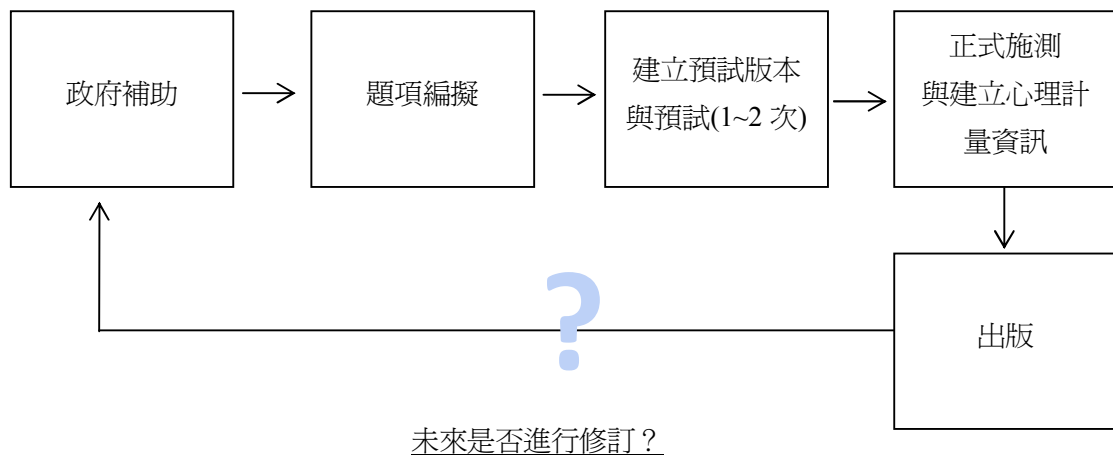 政府補助
題項編擬
建立預試版本
與預試(1~2 次)
正式施測
與建立心理計
量資訊
出版
?
未來是否進行修訂？